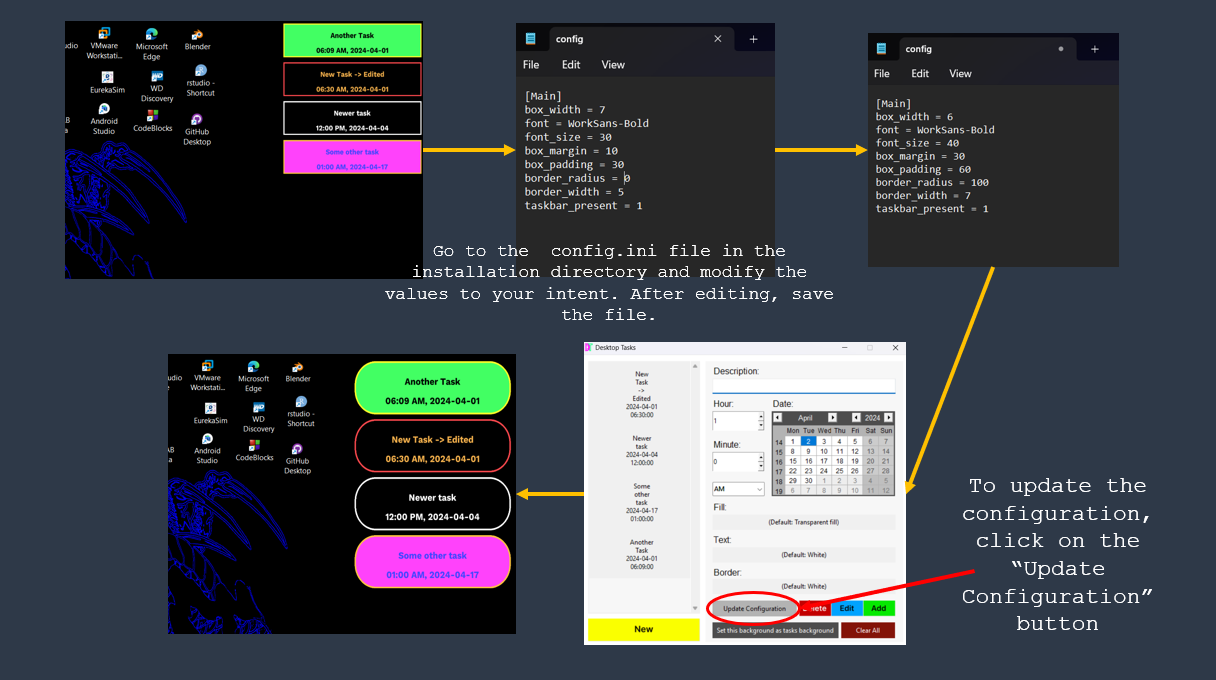 udio
VMware
Workstati...
Microsoft
Edge
Blender
EurekaSim
WD
Discovery
rstudio -
Shortcut
AB
a
Android
Studio
CodeBlocks
GitHub
Desktop
Another Task
06:09 AM, 2024-04-01
New Task -> Edited
06:30 AM, 2024-04-01
Newer task
12:00 PM, 2024-04-04
Some other task
01:00 AM, 2024-04-17
config
File Edit View
[Main]
box_width = 7
font = WorkSans-Bold
font_size = 30
box_margin = 10
box_padding = 30
border_radius = 0
border_width = 5
taskbar_present = 1
config
File Edit View
[Main]
box_width = 6
font = WorkSans-Bold
font_size = 40
box_margin = 30
box_padding = 60
border_radius = 100
border_width = 7
taskbar_present = 1
Go to the config.ini file in the
installation directory and modify the
values to your intent. After editing, save
the file.
udio
VMware
Workstati...
Microsoft
Edge
Blender
EurekaSim
WD
Discovery
rstudio -
Shortcut
AB
a
Android
Studio
CodeBlocks
GitHub
Desktop
Another Task
06:09 AM, 2024-04-01
New Task -> Edited
06:30 AM, 2024-04-01
Newer task
12:00 PM, 2024-04-04
Some other task
01:00 AM, 2024-04-17
Desktop Tasks
New
Task
->
Edited
2024-04-01
06:30:00
Newer
task
2024-04-04
12:00:00
Some
other
task
2024-04-17
01:00:00
Another
Task
2024-04-01
06:09:00
New
Description:
Hour: Date:
1
April 2024
Mon Tue Wed Thu Fri Sat Sun
14 1 2 3 4 5 6 7
15 8 9 10 11 12 13 14
16 15 16 17 18 19 20 21
17 22 23 24 25 26 27 28
18 29 30 1 2 3 4 5
19 6 7 8 9 10 11 12
Minute:
0
AM
Fill:
(Default: Transparent fill)
Text:
(Default: White)
Border:
(Default: White)
Update Configuration Delete Edit Add
Set this background as tasks background Clear All
To update the
configuration,
click on the
“Update
Configuration”
button